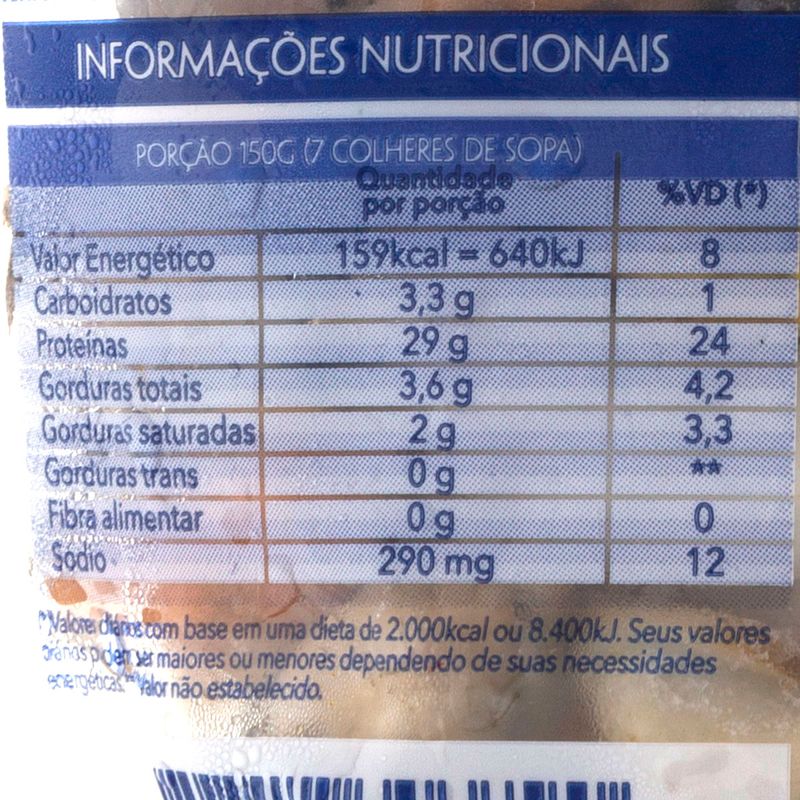 INFORMAÇÕES NUTRICIONAIS
PORÇÃO 150G (7 COLHERES DE SOPA)
Quantidade por porção %VD (*)
Valor Energético 159kcal = 640kJ 8
Carboidratos 3,3 g 1
Proteínas 29 g 24
Gorduras totais 3,6 g 4,2
Gorduras saturadas 2 g 3,3
Gorduras trans 0 g **
Fibra alimentar 0 g 0
Sódio 290 mg 12
(*)Valores diários com base em uma dieta de 2.000kcal ou 8.400kJ. Seus valores
diários podem ser maiores ou menores dependendo de suas necessidades
energéticas. **Valor não estabelecido.